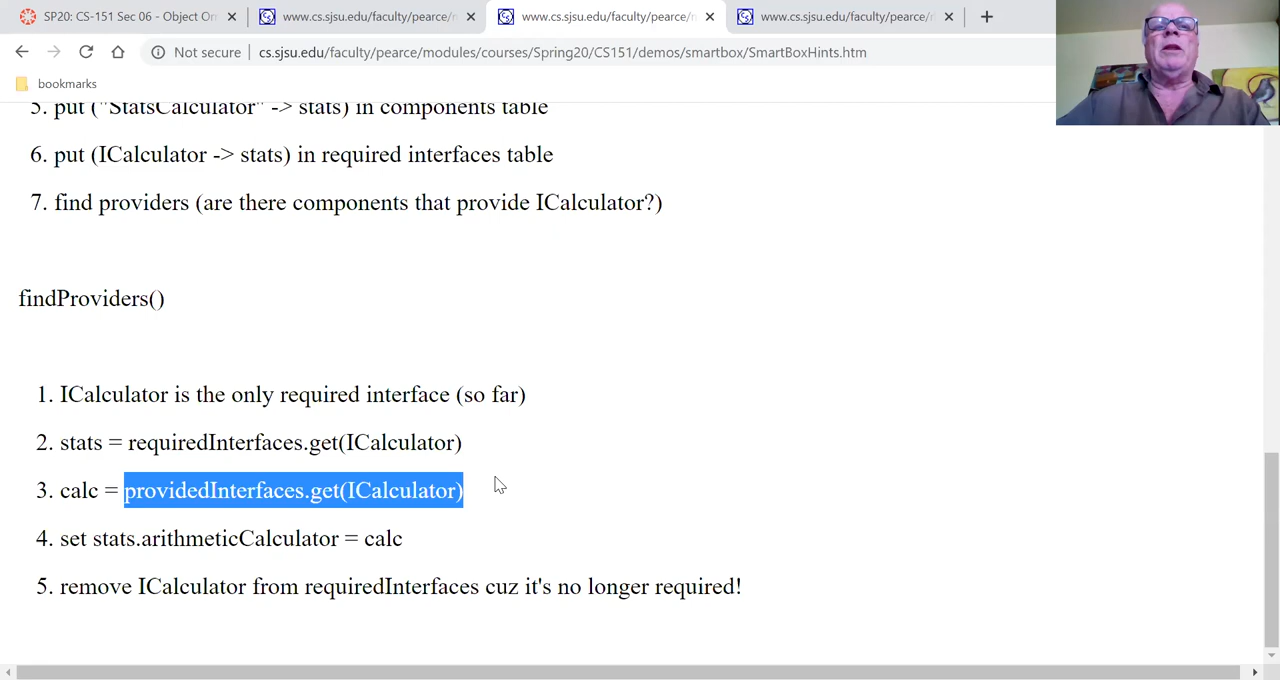 SP20: CS-151 Sec 06 - Object On
www.cs.sjsu.edu/faculty/pearce/
www.cs.sjsu.edu/faculty/pearce/
www.cs.sjsu.edu/faculty/pearce/
Not secure | cs.sjsu.edu/faculty/pearce/modules/courses/Spring20/CS151/demos/smartbox/SmartBoxHints.htm
bookmarks
5. put ("StatsCalculator" -> stats) in components table
6. put (ICalculator -> stats) in required interfaces table
7. find providers (are there components that provide ICalculator?)
findProviders()
1. ICalculator is the only required interface (so far)
2. stats = requiredInterfaces.get(ICalculator)
3. calc = providedInterfaces.get(ICalculator)
4. set stats.arithmeticCalculator = calc
5. remove ICalculator from requiredInterfaces cuz it's no longer required!